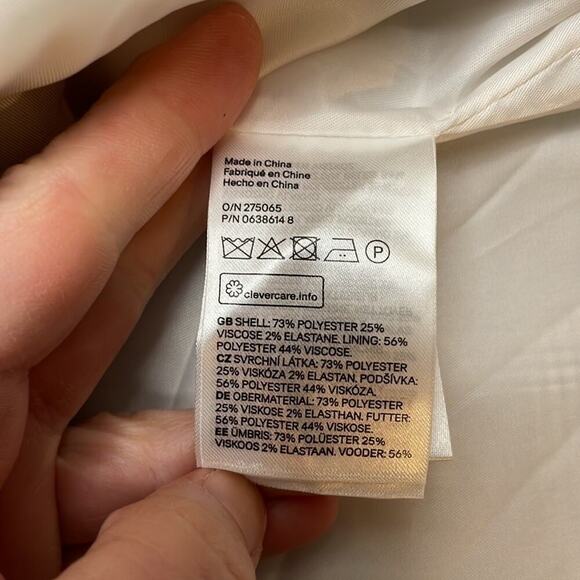 Made in China
Fabriqué en Chine
Hecho en China
O/N 275065
P/N 0638614 8
P
clevercare.info
GB SHELL: 73% POLYESTER 25%
VISCOSE 2% ELASTANE. LINING: 56%
POLYESTER 44% VISCOSE.
CZ SVRCHNÍ LÁTKA: 73% POLYESTER
25% VISKÓZA 2% ELASTAN. PODŠÍVKA:
56% POLYESTER 44% VISKÓZA.
DE OBERMATERIAL: 73% POLYESTER
25% VISKOSE 2% ELASTHAN. FUTTER:
56% POLYESTER 44% VISKOSE.
EE ÜMBRIS: 73% POLÜESTER 25%
VISKOOS 2% ELASTAAN. VOODER: 56%